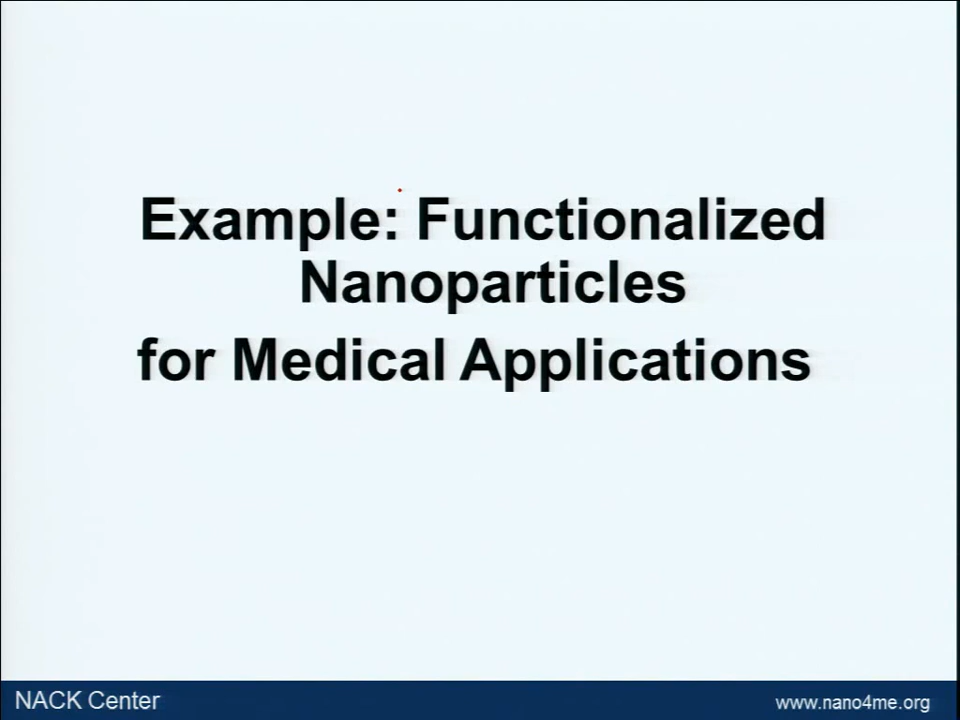 Example: Functionalized
Nanoparticles
for Medical Applications
NACK Center
www.nano4me.org